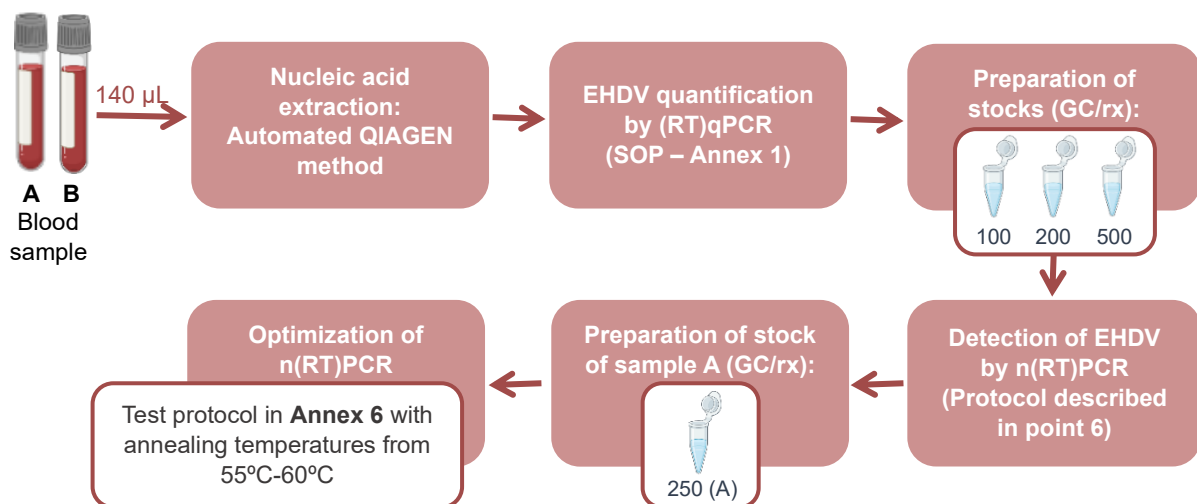 A B
Blood
sample
140 µL
Nucleic acid
extraction:
Automated QIAGEN
method
EHDV quantification
by (RT)qPCR
(SOP – Annex 1)
Preparation of
stocks (GC/rx):
100 200 500
Detection of EHDV
by n(RT)PCR
(Protocol described
in point 6)
Preparation of stock
of sample A (GC/rx):
250 (A)
Optimization of
n(RT)PCR
Test protocol in Annex 6 with
annealing temperatures from
55ºC-60ºC